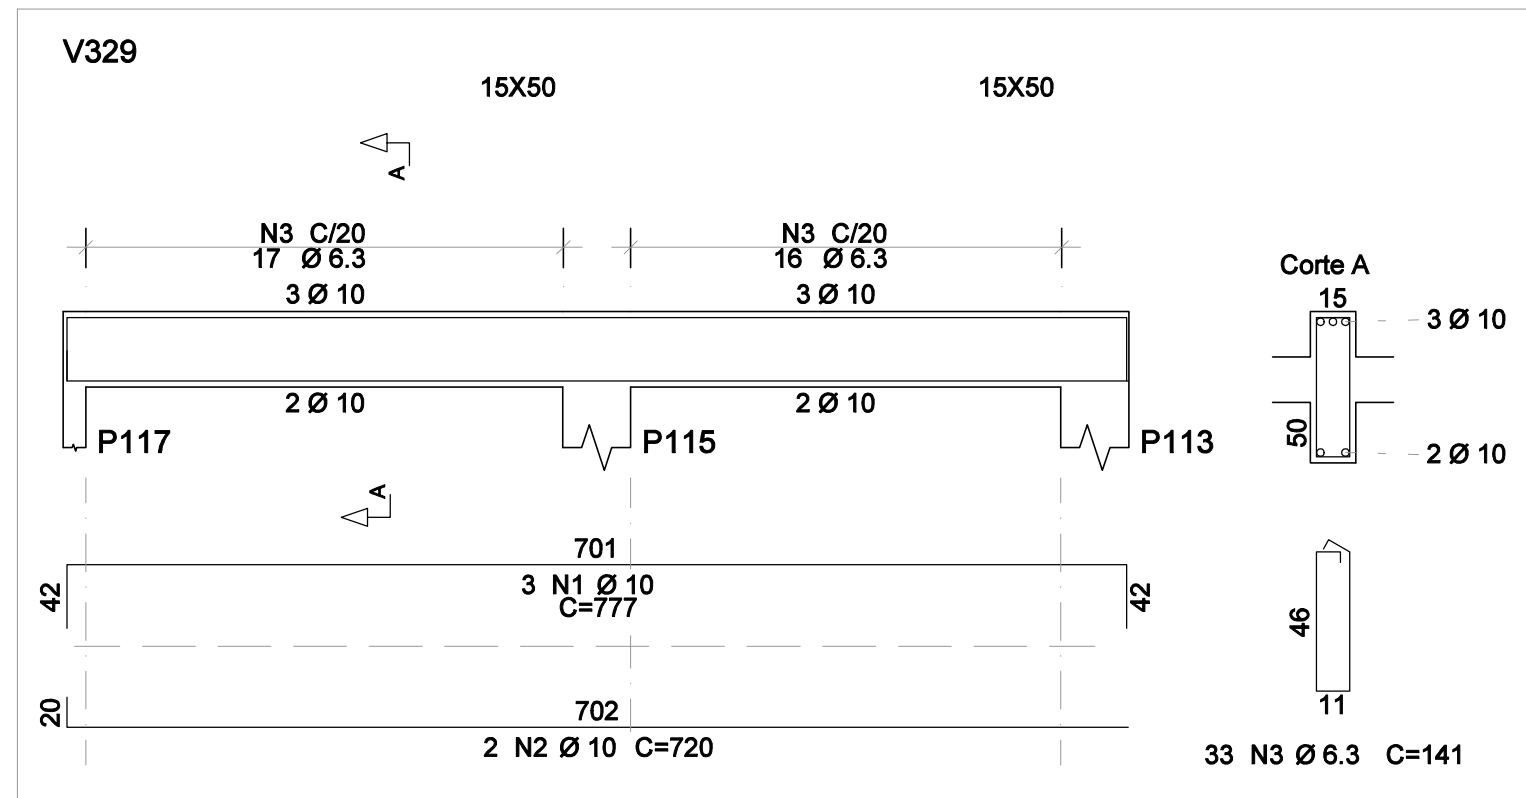 V329
15X50 15X50
A
N3 C/20 N3 C/20
17 Ø 6.3 16 Ø 6.3
Corte A
3 Ø 10 3 Ø 10
15
3 Ø 10
2 Ø 10 2 Ø 10
50
P117 P115 P113
2 Ø 10
A
701
42 3 N1 Ø 10 42
C=777
46
20 702
11
2 N2 Ø 10 C=720
33 N3 Ø 6.3 C=141